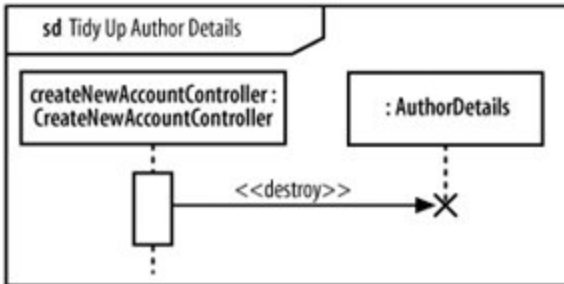 sd Tidy Up Author Details
createNewAccountController :
CreateNewAccountController
: AuthorDetails
<<destroy>>